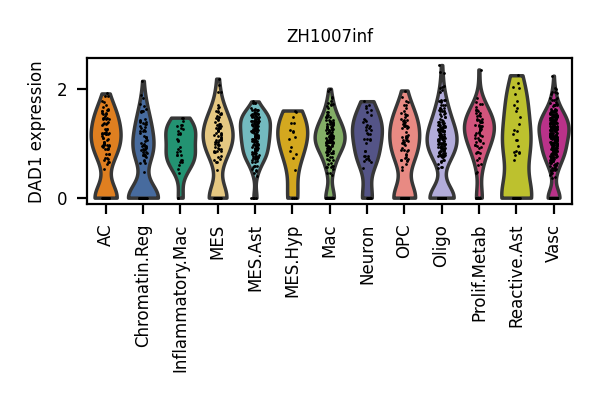 ZH1007inf
DAD1 expression
2
0
AC
Chromatin.Reg
Inflammatory.Mac
MES
MES.Ast
MES.Hyp
Mac
Neuron
OPC
Oligo
Prolif.Metab
Reactive.Ast
Vasc